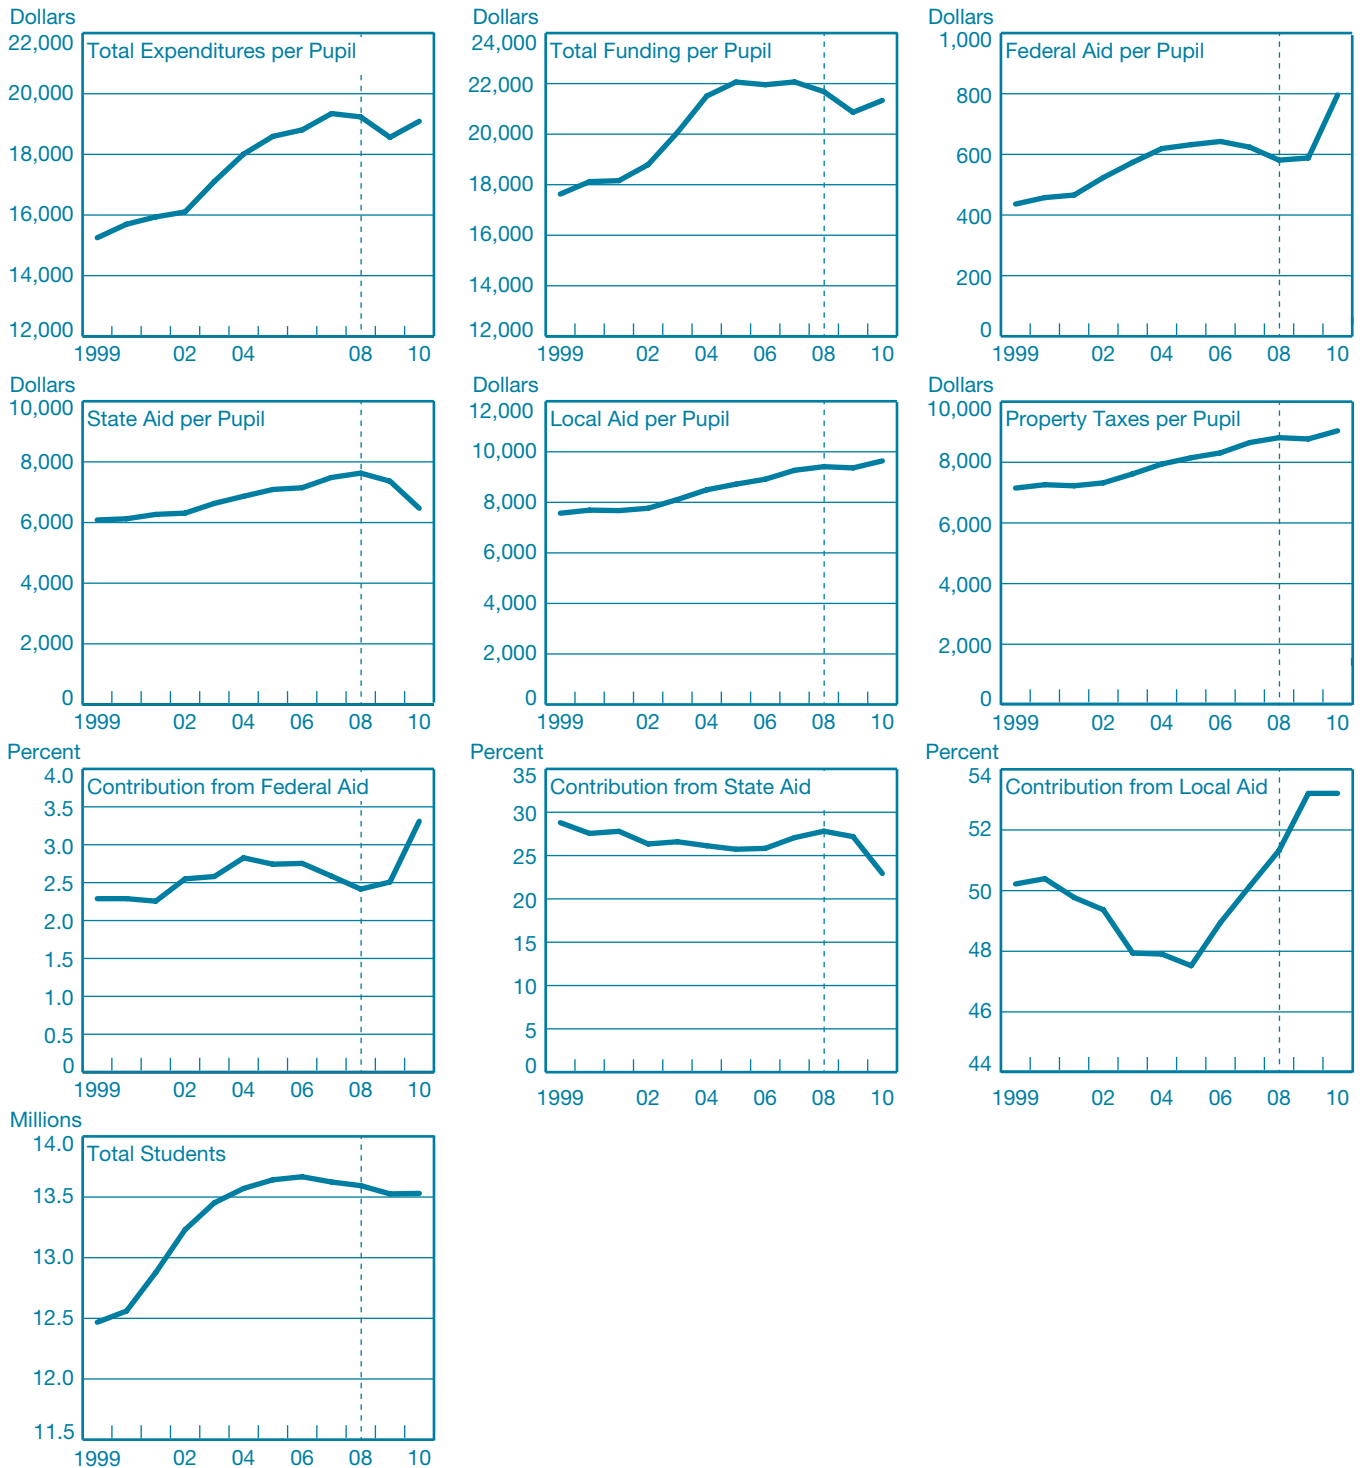 Dollars
22,000
Total Expenditures per Pupil
20,000
18,000
16,000
14,000
12,000
1999 02 04 08 10
Dollars
24,000
Total Funding per Pupil
22,000
20,000
18,000
16,000
14,000
12,000
1999 02 04 06 08 10
Dollars
1,000
Federal Aid per Pupil
800
600
400
200
0
1999 02 04 06 08 10
Dollars
10,000
State Aid per Pupil
8,000
6,000
4,000
2,000
0
1999 02 04 06 08 10
Dollars
12,000
Local Aid per Pupil
10,000
8,000
6,000
4,000
2,000
0
1999 02 04 06 08 10
Dollars
10,000
Property Taxes per Pupil
8,000
6,000
4,000
2,000
0
1999 02 04 06 08 10
Percent
4.0
Contribution from Federal Aid
3.5
3.0
2.5
2.0
1.5
1.0
0.5
0
1999 02 04 06 08 10
Percent
35
Contribution from State Aid
30
25
20
15
10
5
0
1999 02 04 06 08 10
Percent
54
Contribution from Local Aid
52
50
48
46
44
1999 02 04 06 08 10
Millions
14.0
Total Students
13.5
13.0
12.5
12.0
11.5
1999 02 04 06 08 10